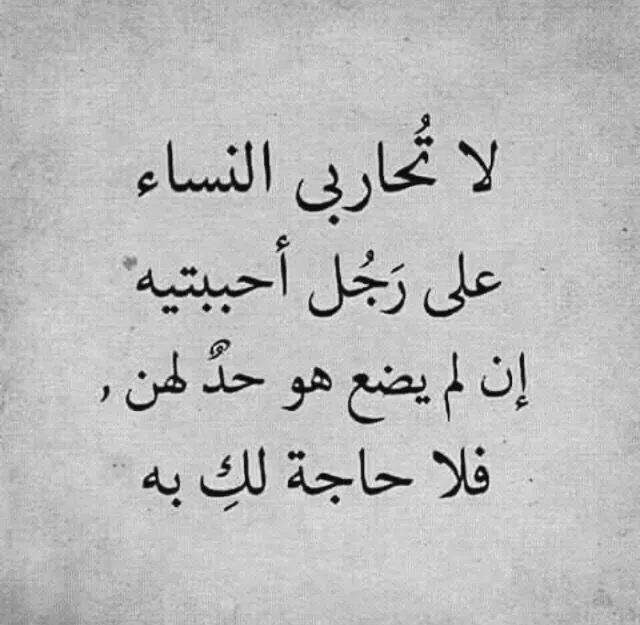 لا تُحاربي النساء
على رَجُل أحببتيه
إن لم يضع هو حدٌ لهن ,
فلا حاجة لكِ به